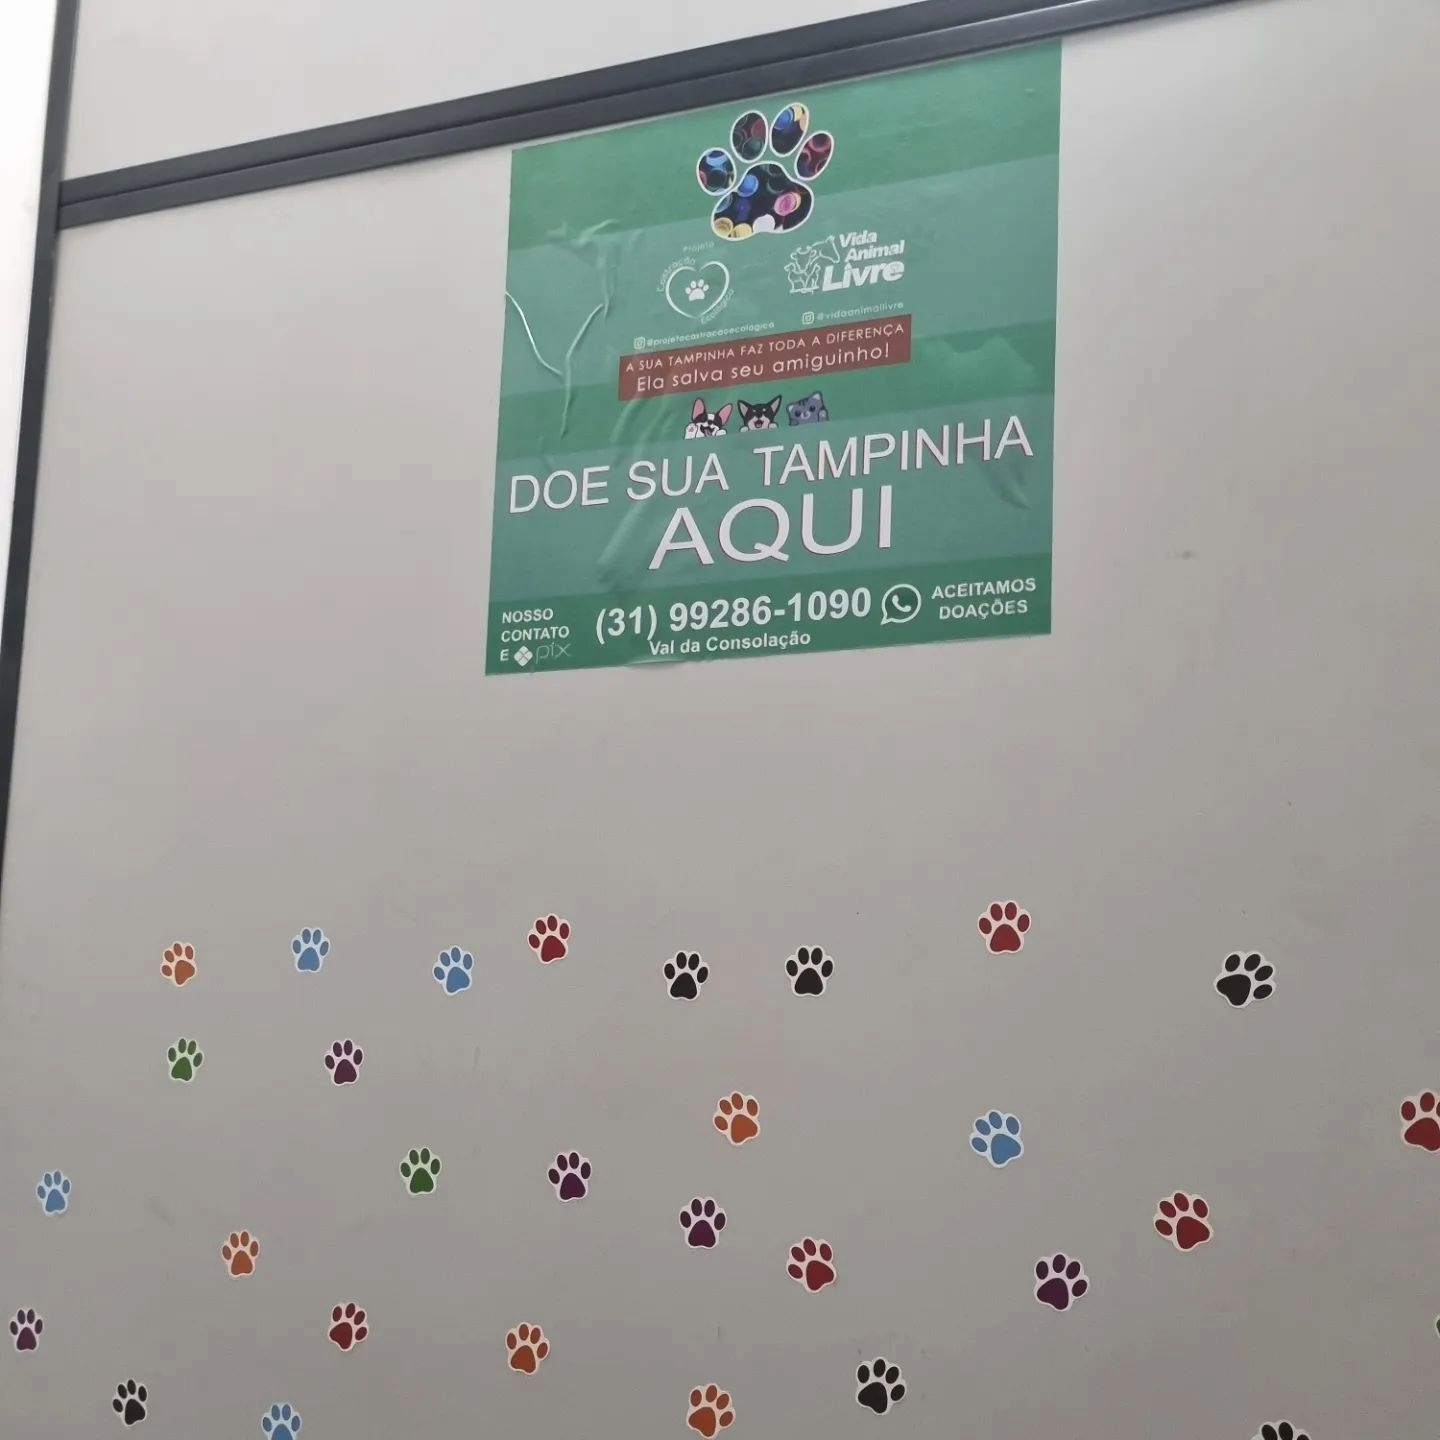 Projeto
Castração
Ecológica
Vida
Animal
Livre
@projetocastracaoecologica
@vidaanimallivre
A SUA TAMPINHA FAZ TODA A DIFERENÇA
Ela salva seu amiguinho!
DOE SUA TAMPINHA
AQUI
NOSSO
CONTATO
E pix
(31) 99286-1090
Val da Consolação
ACEITAMOS
DOAÇÕES